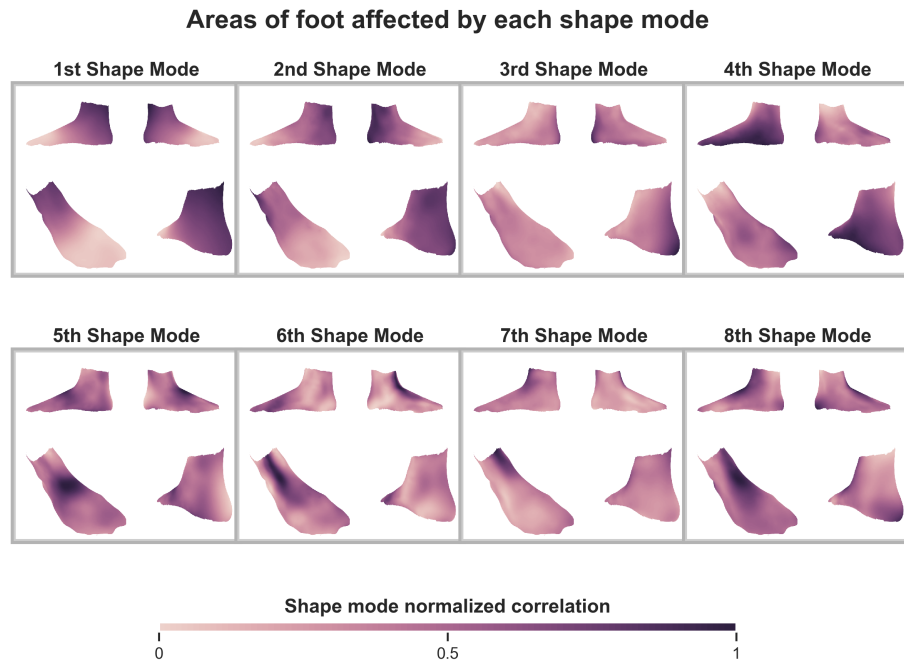 Areas of foot affected by each shape mode
1st Shape Mode
2nd Shape Mode
3rd Shape Mode
4th Shape Mode
5th Shape Mode
6th Shape Mode
7th Shape Mode
8th Shape Mode
Shape mode normalized correlation
0
0.5
1